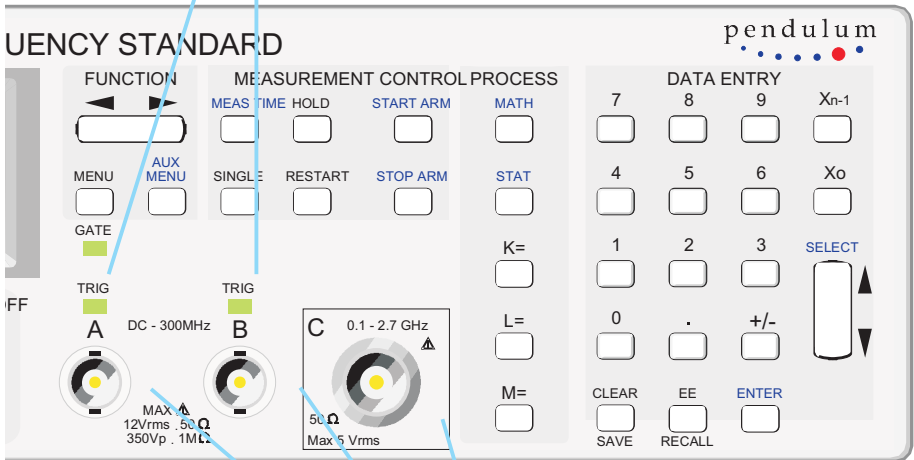 pendulum
UENCY STANDARD
FUNCTION MEASUREMENT CONTROL PROCESS DATA ENTRY
MEAS TIME HOLD START ARM MATH 7 8 9 Xn-1
MENU AUX MENU SINGLE RESTART STOP ARM STAT 4 5 6 Xo
GATE K= 1 2 3 SELECT
FF TRIG TRIG L= 0 . +/-
A DC - 300MHz B C 0.1 - 2.7 GHz
MAX
12Vrms . 50Ω
350Vp . 1MΩ
50Ω
Max 5 Vrms
M= CLEAR EE ENTER
SAVE RECALL